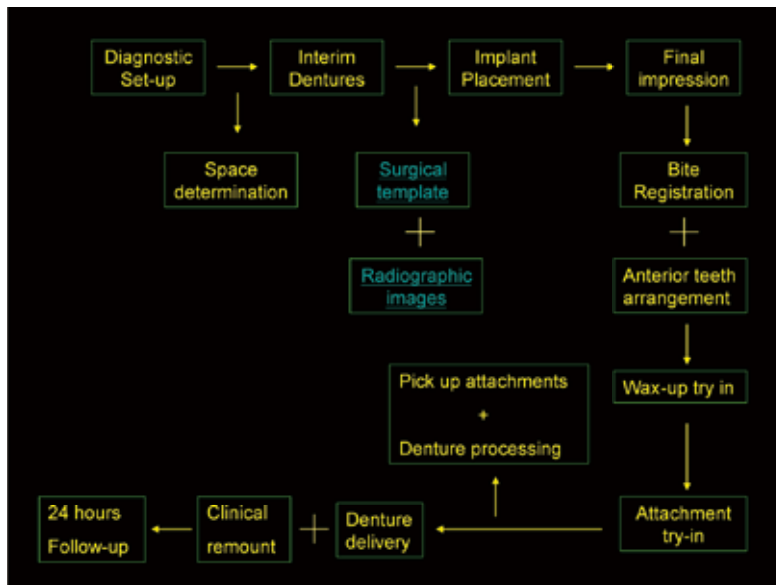 Diagnostic
Set-up
Interim
Dentures
Implant
Placement
Final
impression
Space
determination
Surgical
template
Bite
Registration
+
+
Radiographic
images
Anterior teeth
arrangement
Pick up attachments
+
Denture processing
Wax-up try in
24 hours
Follow-up
Clinical
remount
+
Denture
delivery
Attachment
try-in